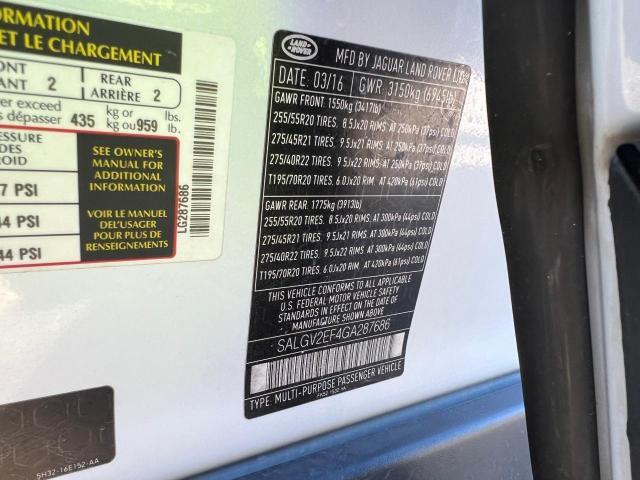 FORMATION
ET LE CHARGEMENT
2
REAR
ARRIÈRE 2
435 kg or
kg ou 959 lbs.
lb.
PRESSURE
7 PSI
44 PSI
44 PSI
SEE OWNER'S
MANUAL FOR
ADDITIONAL
INFORMATION
VOIR LE MANUEL
DE L'USAGER
POUR PLUS DE
RENSEIGNEMENTS
LG287686
LAND
ROVER
MFD BY JAGUAR LAND ROVER Ltd
DATE: 03/16
GWR. 3150kg (6945lb)
GAWR FRONT: 1550kg (3417lb)
255/55R20 TIRES. 8.5Jx20 RIMS. AT 250kPa (37psi) COLD
275/45R21 TIRES. 9.5Jx21 RIMS. AT 250kPa (37psi) COLD
275/40R22 TIRES. 9.5Jx22 RIMS. AT 250kPa (37psi) COLD
T195/70R20 TIRES. 6.0Jx20 RIM. AT 420kPa (61psi) COLD
GAWR REAR. 1775kg (3913lb)
255/55R20 TIRES. 8.5Jx20 RIMS. AT 300kPa (44psi) COLD
275/45R21 TIRES. 9.5Jx21 RIMS. AT 300kPa (44psi) COLD
275/40R22 TIRES. 9.5Jx22 RIMS. AT 300kPa (44psi) COLD
T195/70R20 TIRES. 6.0Jx20 RIM. AT 420kPa (61psi) COLD
THIS VEHICLE CONFORMS TO ALL APPLICABLE
U.S. FEDERAL MOTOR VEHICLE SAFETY
STANDARDS IN EFFECT ON THE DATE OF
MANUFACTURE SHOWN ABOVE.
SALGV2EF4GA287686
TYPE: MULTI-PURPOSE PASSENGER VEHICLE
5H32-16E152-AA